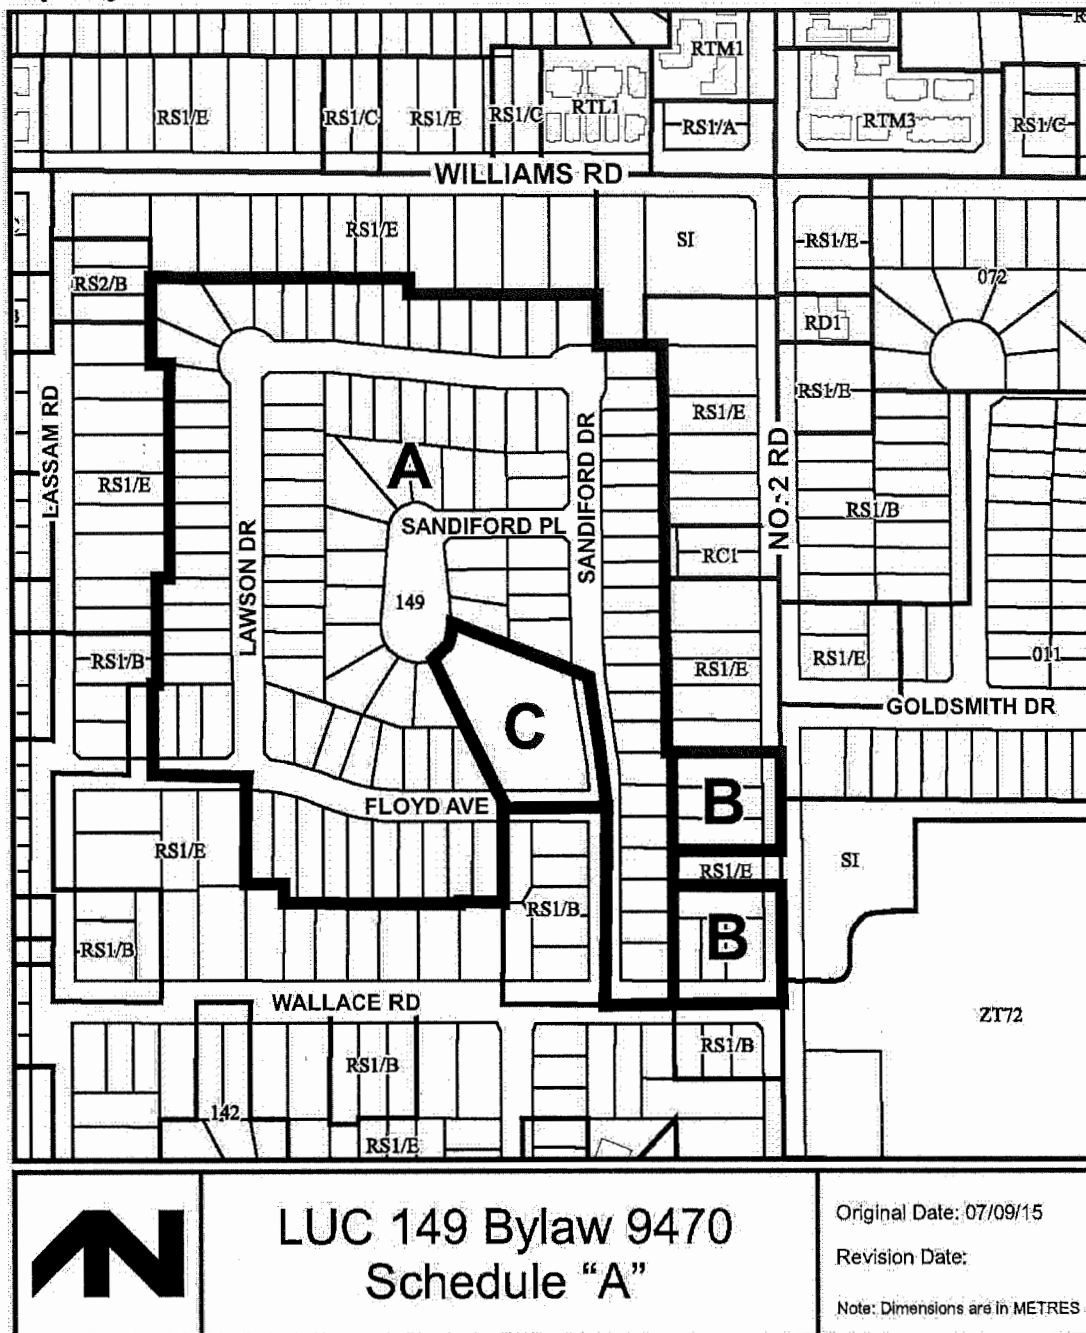 RTM1
RS1/E
RS1/C
RS1/E
RS1/C
RTL1
RS1/A
RTM3
RS1/C
WILLIAMS RD
RS1/E
SI
RS1/E
RS2/B
072
RD1
RS1/E
RS1/E
LASSAM RD
A
SANDIFORD DR
NO. 2 RD
RS1/E
RS1/B
SANDIFORD PL
LAWSON DR
RC1
149
RS1/B
RS1/E
RS1/E
011
GOLDSMITH DR
C
B
FLOYD AVE
RS1/E
RS1/E
SI
RS1/B
B
RS1/B
WALLACE RD
ZT72
RS1/B
RS1/B
142
RS1/E
LUC 149 Bylaw 9470
Schedule “A”
Original Date: 07/09/15
Revision Date:
Note: Dimensions are in METRES